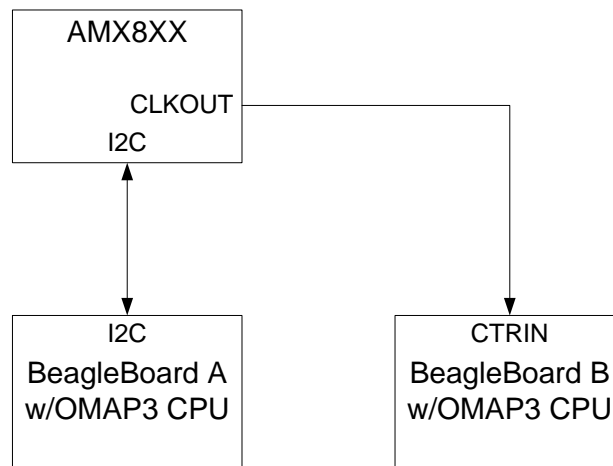 AMX8XX
CLKOUT
I2C
I2C
BeagleBoard A
w/OMAP3 CPU
CTRIN
BeagleBoard B
w/OMAP3 CPU